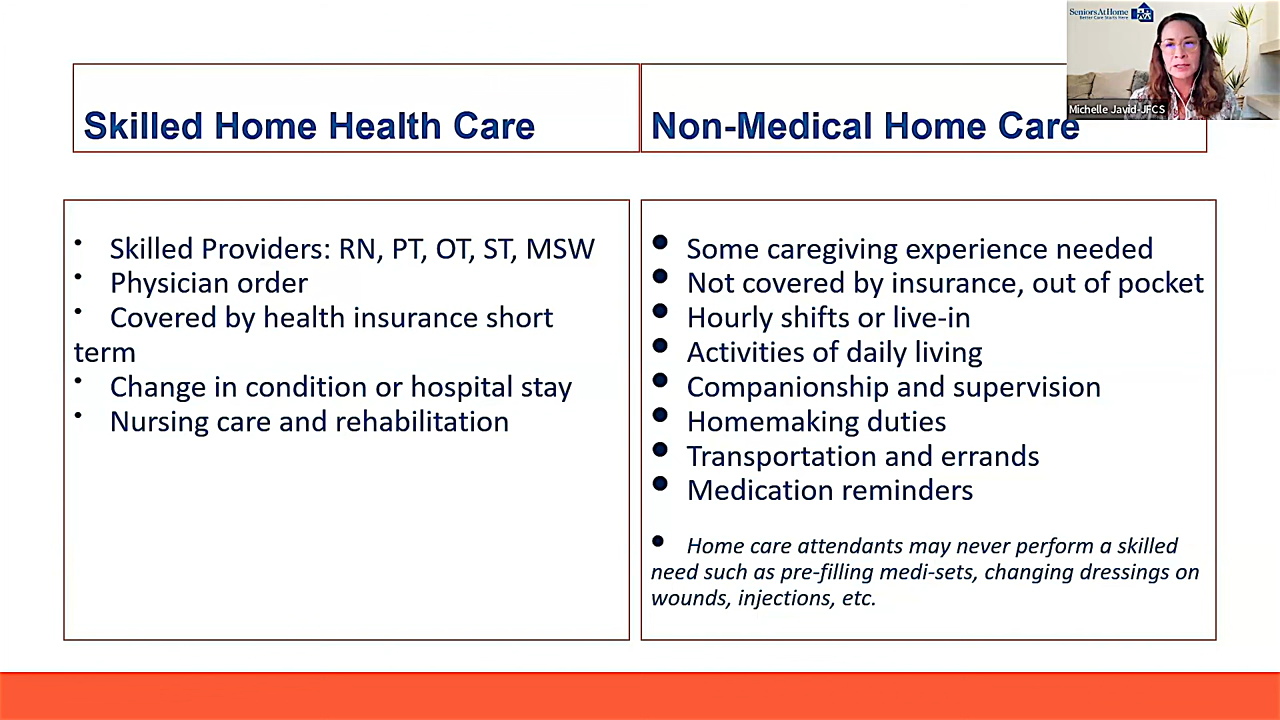 SeniorsAtHome
Better Care Starts Here
Michelle Javid-JFCS
Skilled Home Health Care
Non-Medical Home Care
• Skilled Providers: RN, PT, OT, ST, MSW
• Physician order
• Covered by health insurance short
term
• Change in condition or hospital stay
• Nursing care and rehabilitation
• Some caregiving experience needed
• Not covered by insurance, out of pocket
• Hourly shifts or live-in
• Activities of daily living
• Companionship and supervision
• Homemaking duties
• Transportation and errands
• Medication reminders
• Home care attendants may never perform a skilled
need such as pre-filling medi-sets, changing dressings on
wounds, injections, etc.